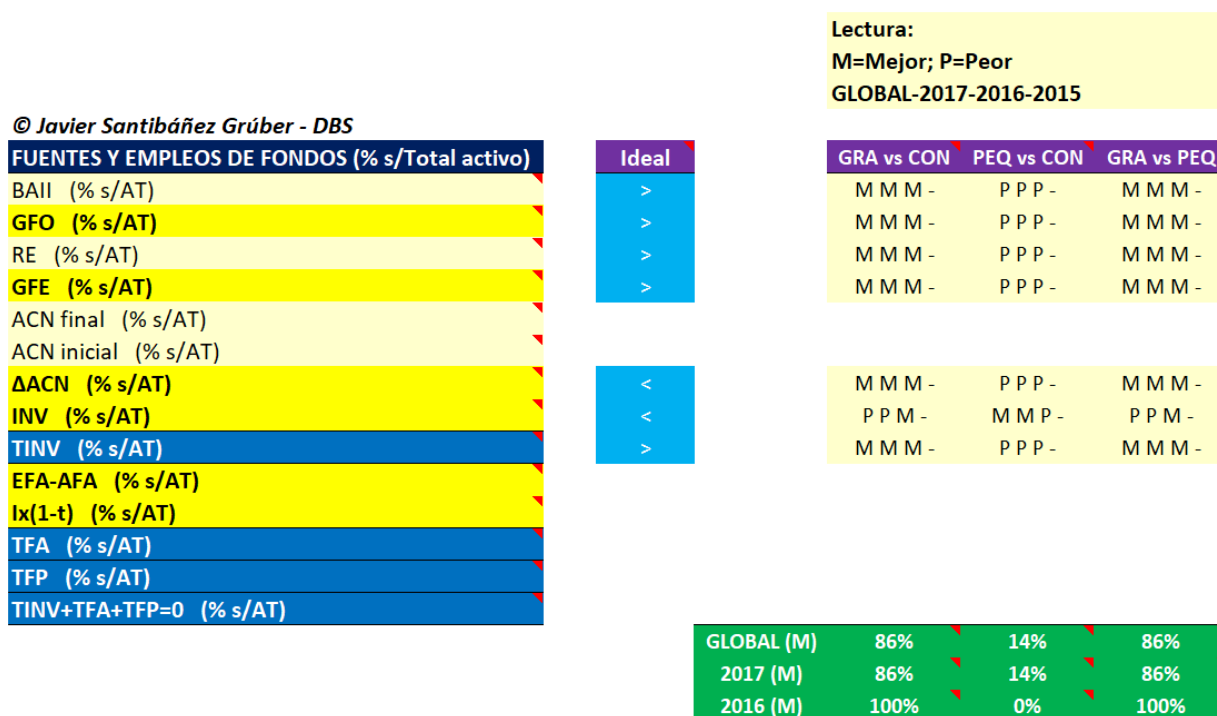 Lectura:
M=Mejor; P=Peor
GLOBAL-2017-2016-2015
© Javier Santibáñez Grúber - DBS
FUENTES Y EMPLEOS DE FONDOS (% s/Total activo) Ideal GRA vs CON PEQ vs CON GRA vs PEQ
BAII (% s/AT) > M M M - P P P - M M M -
GFO (% s/AT) > M M M - P P P - M M M -
RE (% s/AT) > M M M - P P P - M M M -
GFE (% s/AT) > M M M - P P P - M M M -
ACN final (% s/AT)
ACN inicial (% s/AT)
ΔACN (% s/AT) < M M M - P P P - M M M -
INV (% s/AT) < P P M - M M P - P P M -
TINV (% s/AT) > M M M - P P P - M M M -
EFA-AFA (% s/AT)
Ix(1-t) (% s/AT)
TFA (% s/AT)
TFP (% s/AT)
TINV+TFA+TFP=0 (% s/AT)
GLOBAL (M) 86% 14% 86%
2017 (M) 86% 14% 86%
2016 (M) 100% 0% 100%